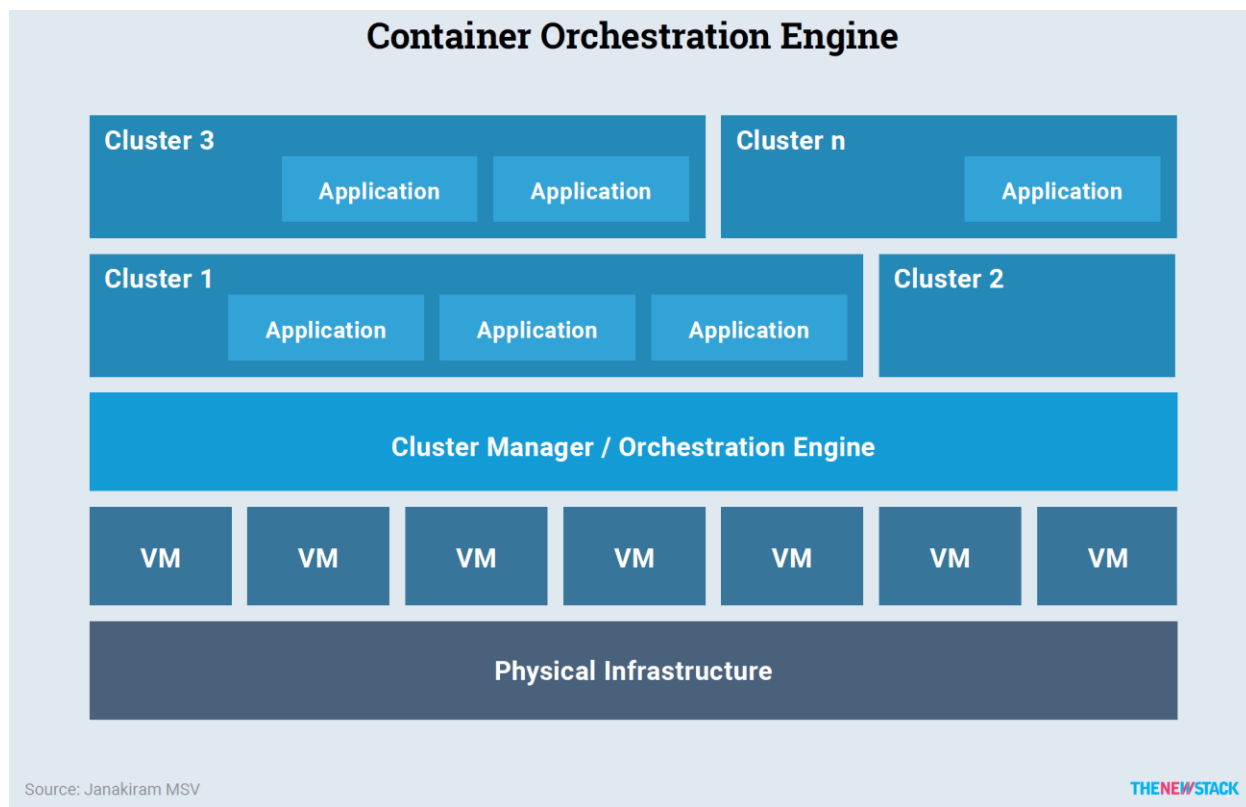 Container Orchestration Engine
Cluster 3
Application
Application
Cluster n
Application
Cluster 1
Application
Application
Application
Cluster 2
Cluster Manager / Orchestration Engine
VM
VM
VM
VM
VM
VM
VM
Physical Infrastructure
Source: Janakiram MSV
THENEWSTACK